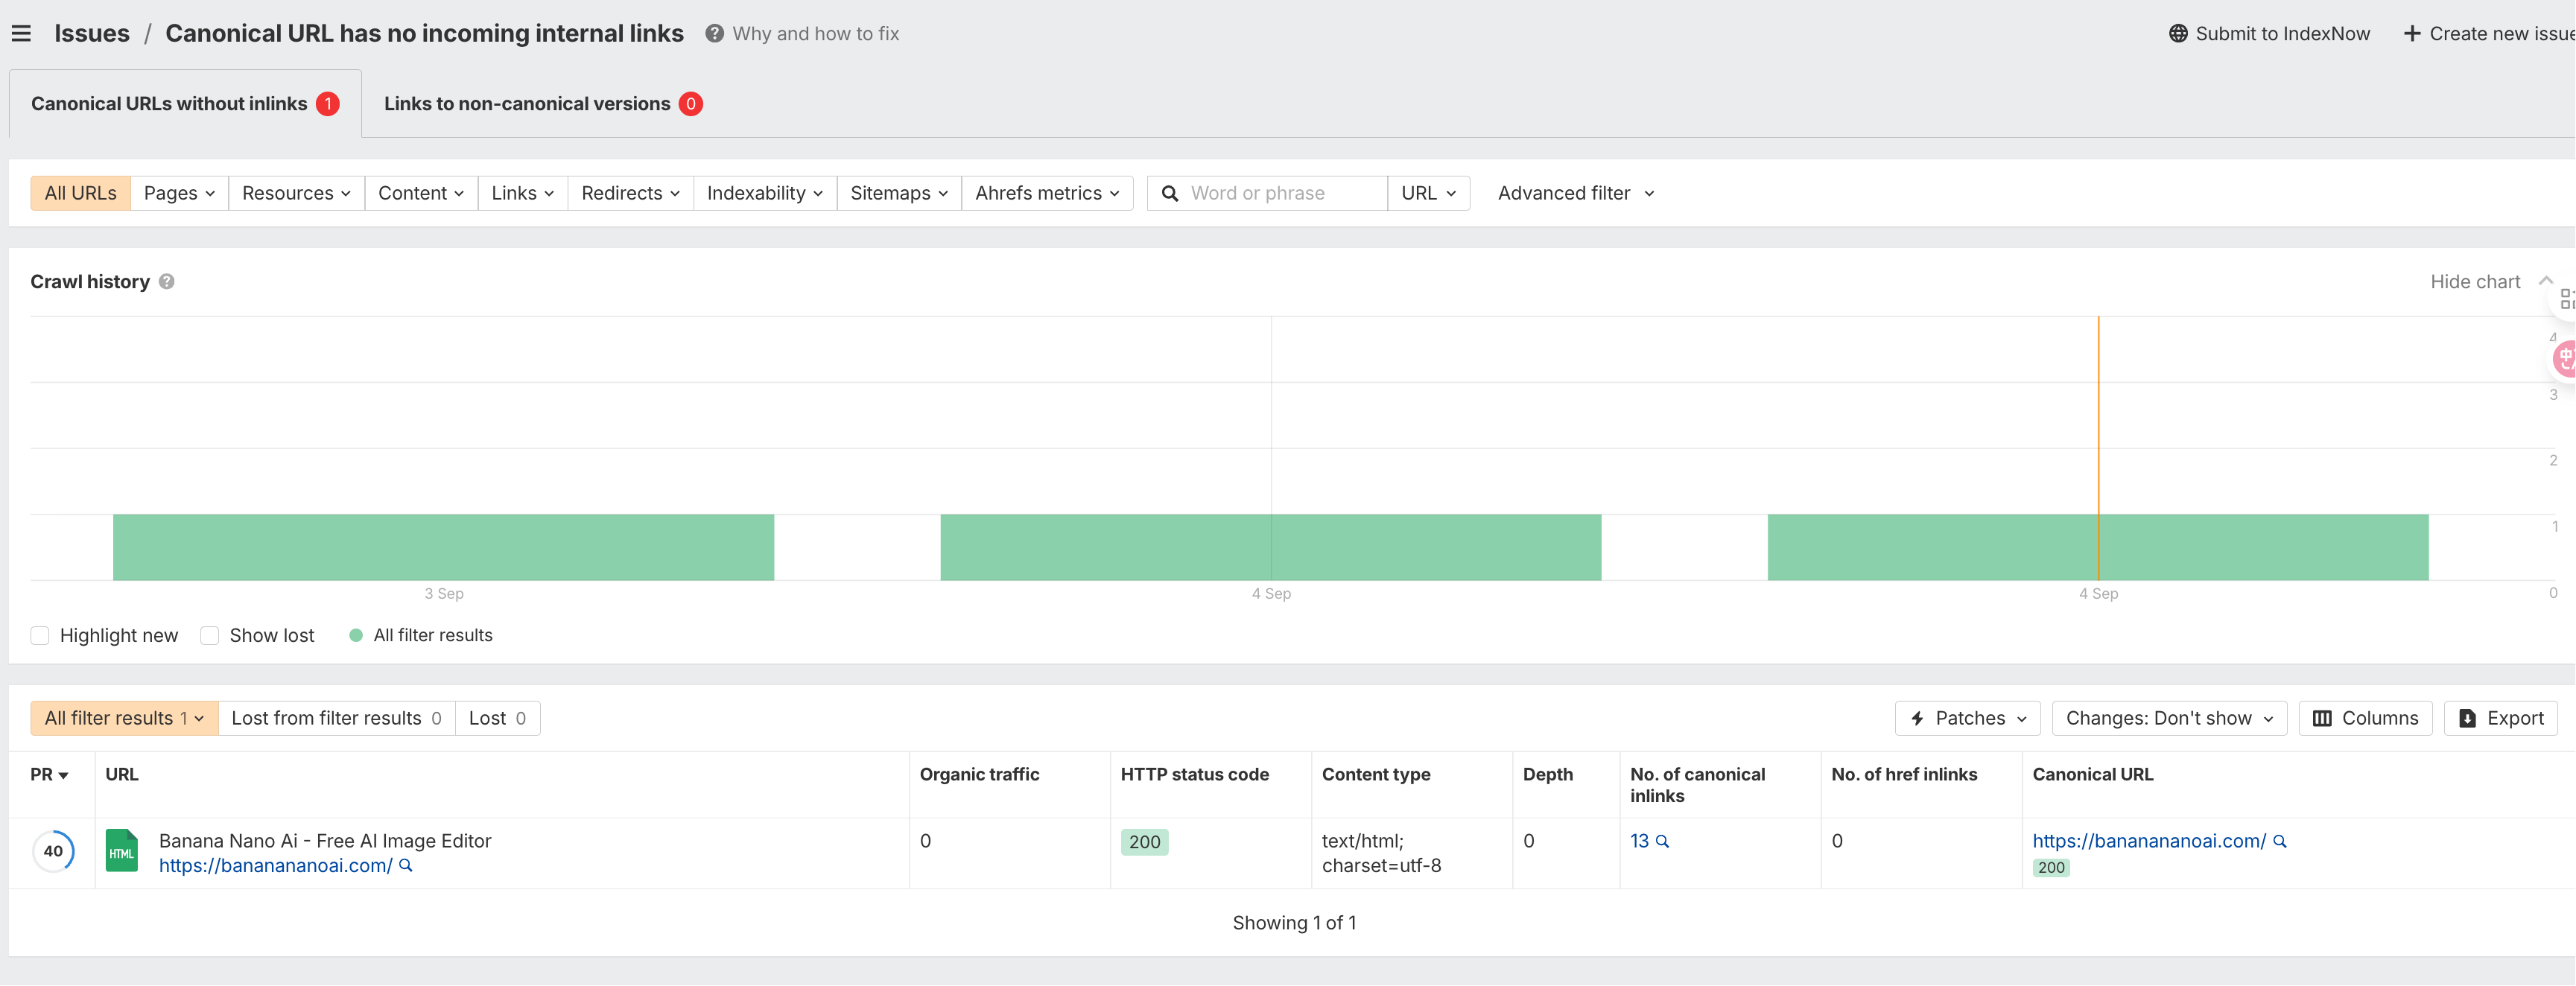 Issues / Canonical URL has no incoming internal links ? Why and how to fix Submit to IndexNow + Create new issue
Canonical URLs without inlinks 1 Links to non-canonical versions 0
All URLs Pages Resources Content Links Redirects Indexability Sitemaps Ahrefs metrics Word or phrase URL Advanced filter
Crawl history ? Hide chart
4
中
3
2
1
0
3 Sep 4 Sep 4 Sep
Highlight new Show lost All filter results
All filter results 1 Lost from filter results 0 Lost 0 Patches Changes: Don't show Columns Export
PR URL Organic traffic HTTP status code Content type Depth No. of canonical inlinks No. of href inlinks Canonical URL
40 HTML Banana Nano Ai - Free AI Image Editor 0 200 text/html; 0 13 0 https://banananano​ai.com/
https://banananano​ai.com/ charset=utf-8 200
Showing 1 of 1